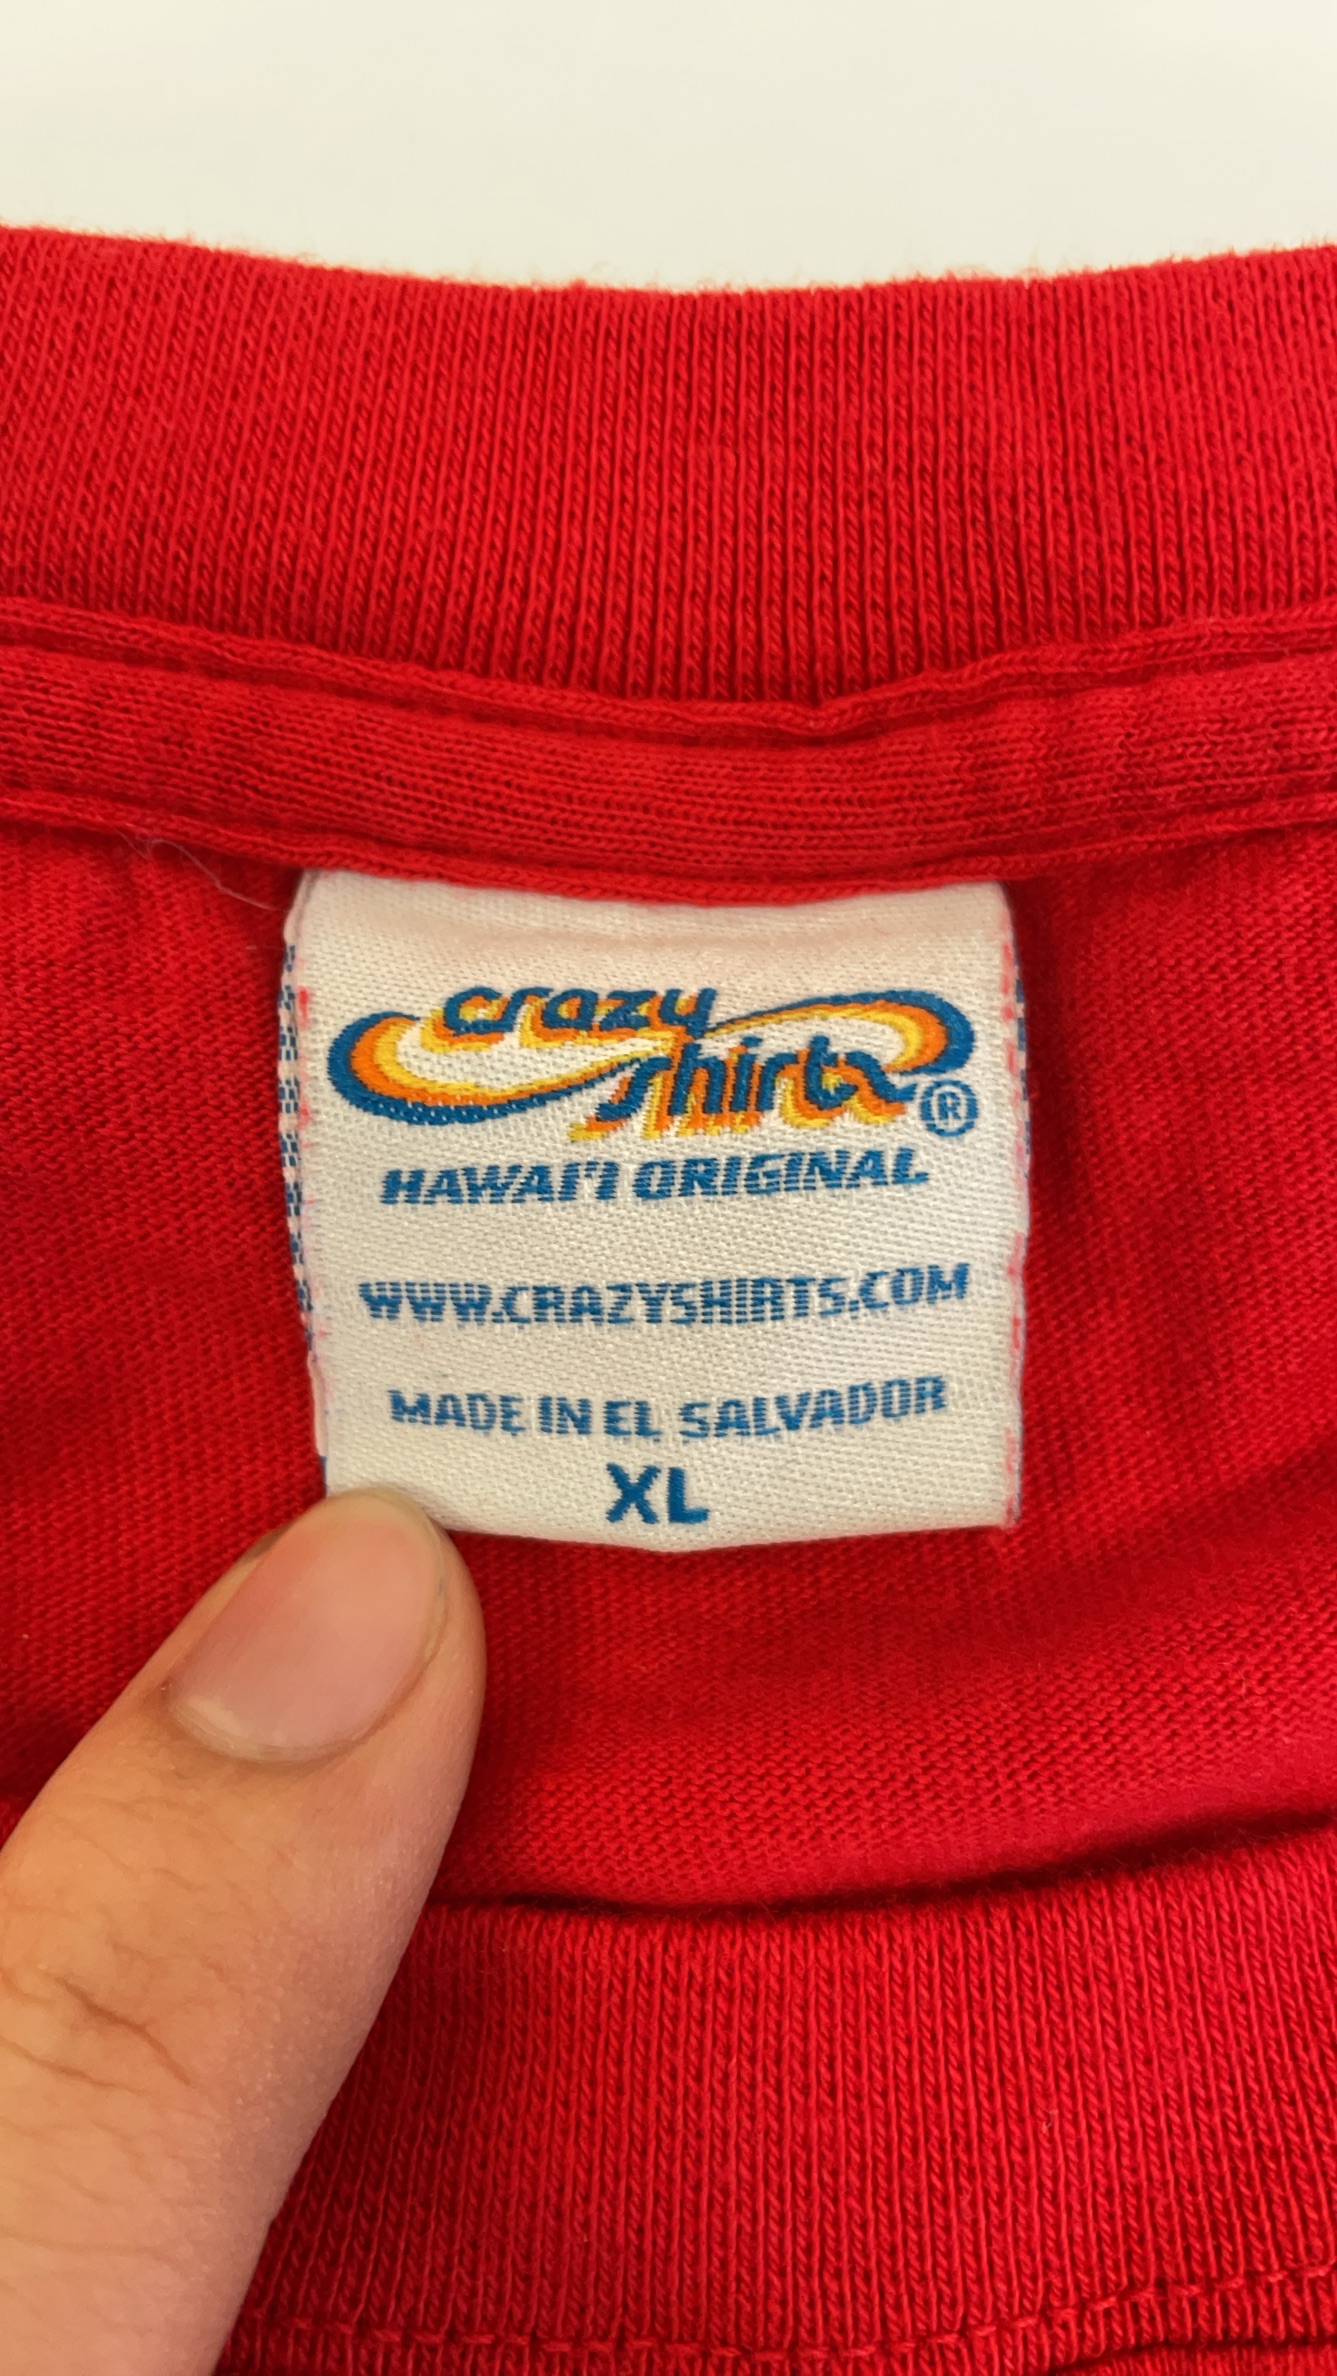 crazy
shirts®
HAWAI'I ORIGINAL
WWW.CRAZYSHIRTS.COM
MADE IN EL SALVADOR
XL